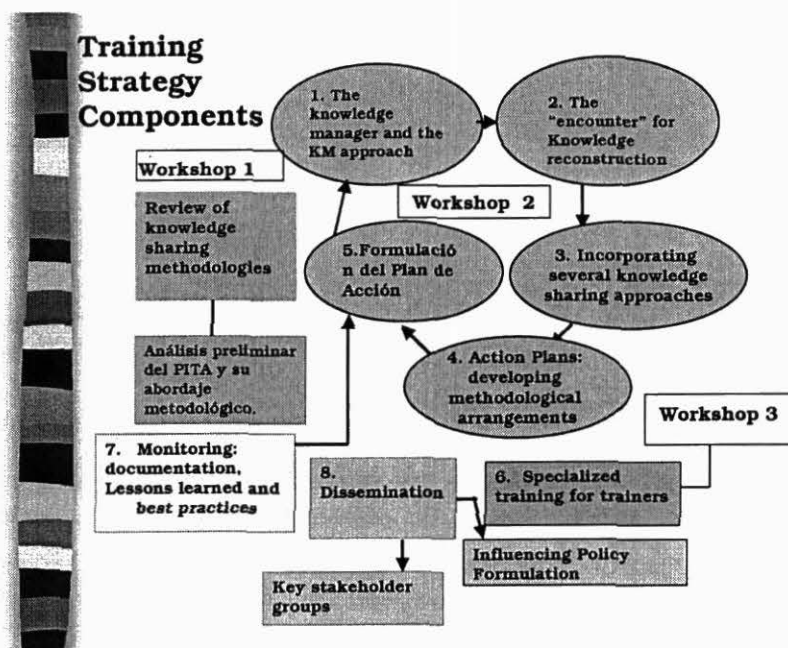 Training
Strategy
Components
1. The
knowledge
manager and the
KM approach
2. The
"encounter" for
Knowledge
reconstruction
Workshop 1
Review of
knowledge
sharing
methodologies
Workshop 2
5.Formulació
n del Plan de
Acción
3. Incorporating
several knowledge
sharing approaches
Análisis preliminar
del PITA y su
abordaje
metodológico.
4. Action Plans:
developing
methodological
arrangements
Workshop 3
7. Monitoring:
documentation,
Lessons learned and
best practices
8.
Dissemination
6. Specialized
training for trainers
Influencing Policy
Formulation
Key stakeholder
groups